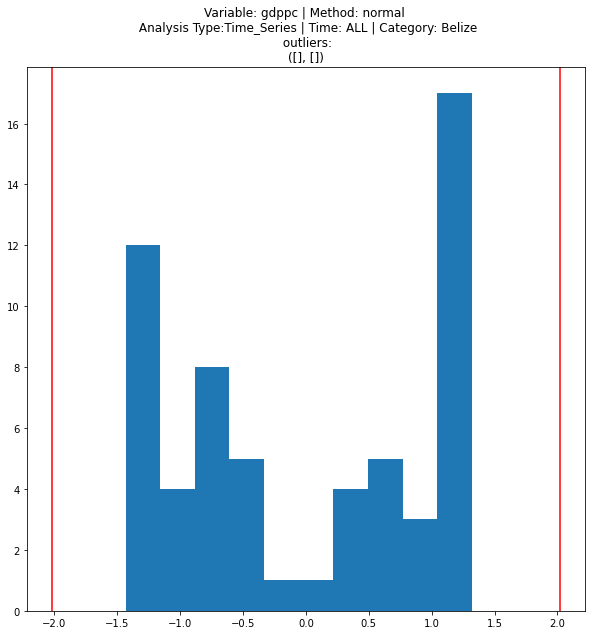 Variable: gdppc | Method: normal
Analysis Type:Time_Series | Time: ALL | Category: Belize
outliers:
([], [])
16
14
12
10
8
6
4
2
0
−2.0 −1.5 −1.0 −0.5 0.0 0.5 1.0 1.5 2.0